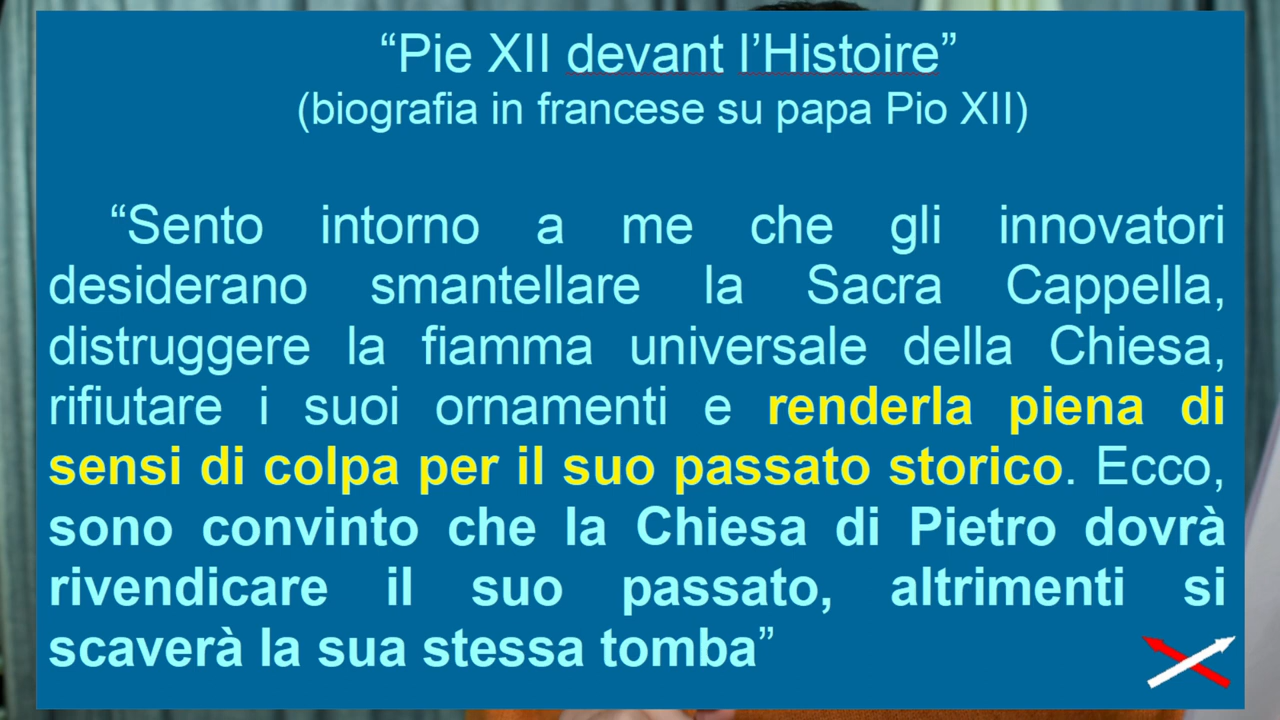 “Pie XII devant l’Histoire”
(biografia in francese su papa Pio XII)
“Sento intorno a me che gli innovatori
desiderano smantellare la Sacra Cappella,
distruggere la fiamma universale della Chiesa,
rifiutare i suoi ornamenti e renderla piena di
sensi di colpa per il suo passato storico. Ecco,
sono convinto che la Chiesa di Pietro dovrà
rivendicare il suo passato, altrimenti si
scaverà la sua stessa tomba”